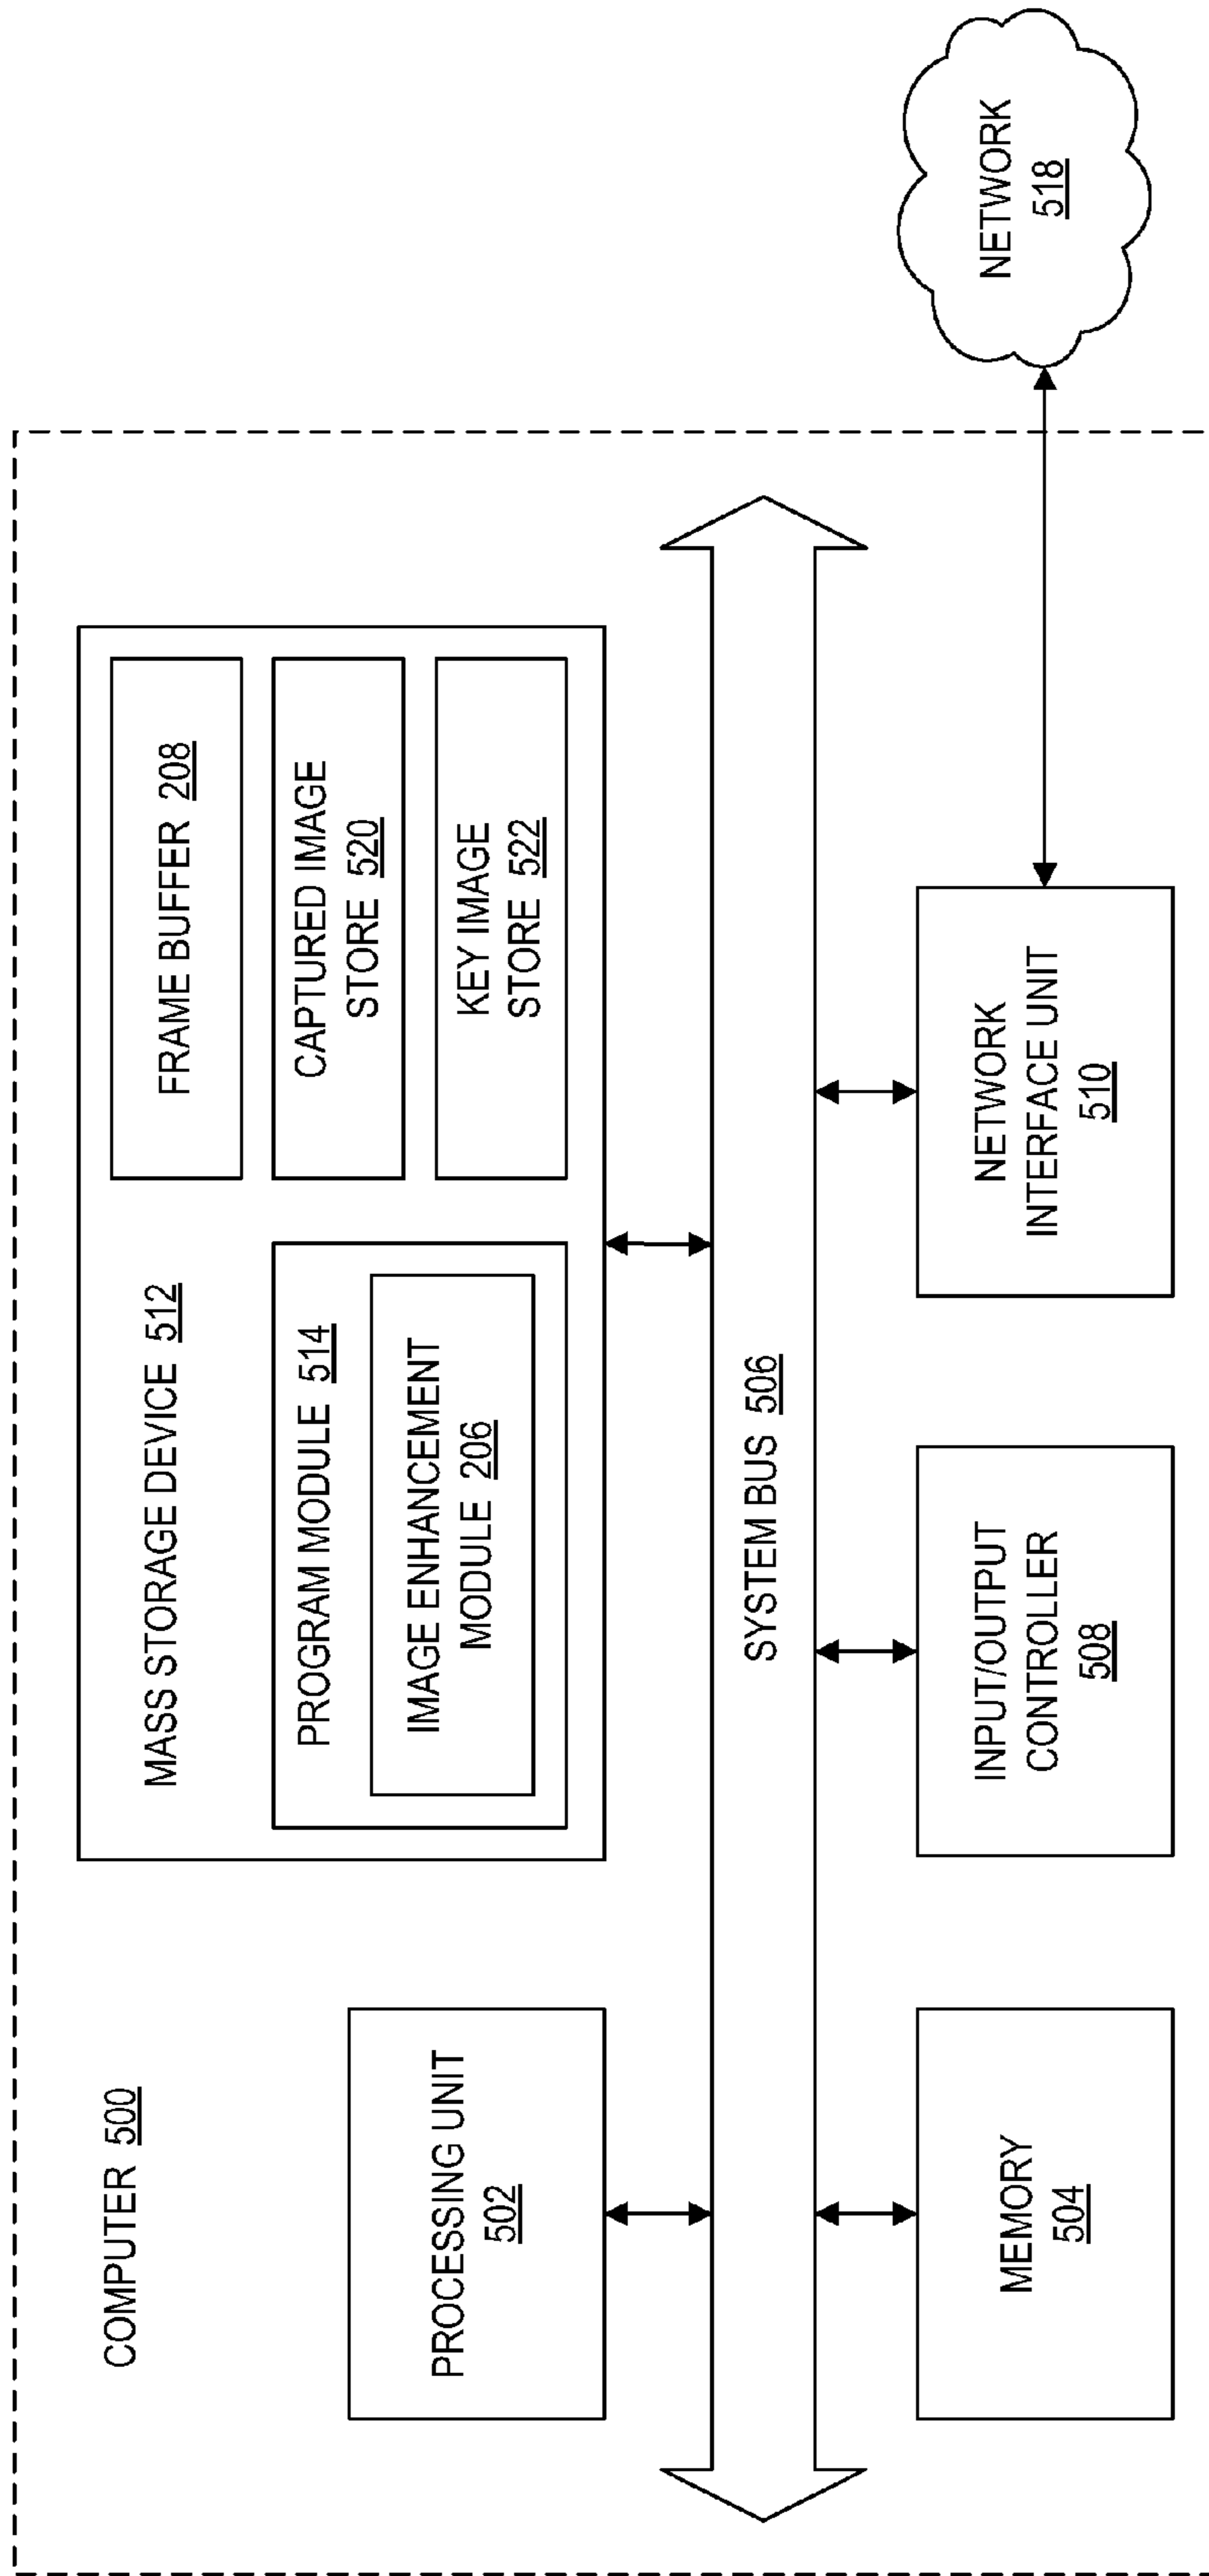 COMPUTER 500
PROCESSING UNIT
502
MASS STORAGE DEVICE 512
PROGRAM MODULE 514
IMAGE ENHANCEMENT
MODULE 206
FRAME BUFFER 208
CAPTURED IMAGE
STORE 520
KEY IMAGE
STORE 522
SYSTEM BUS 506
MEMORY
504
INPUT/OUTPUT
CONTROLLER
508
NETWORK
INTERFACE UNIT
510
NETWORK
518